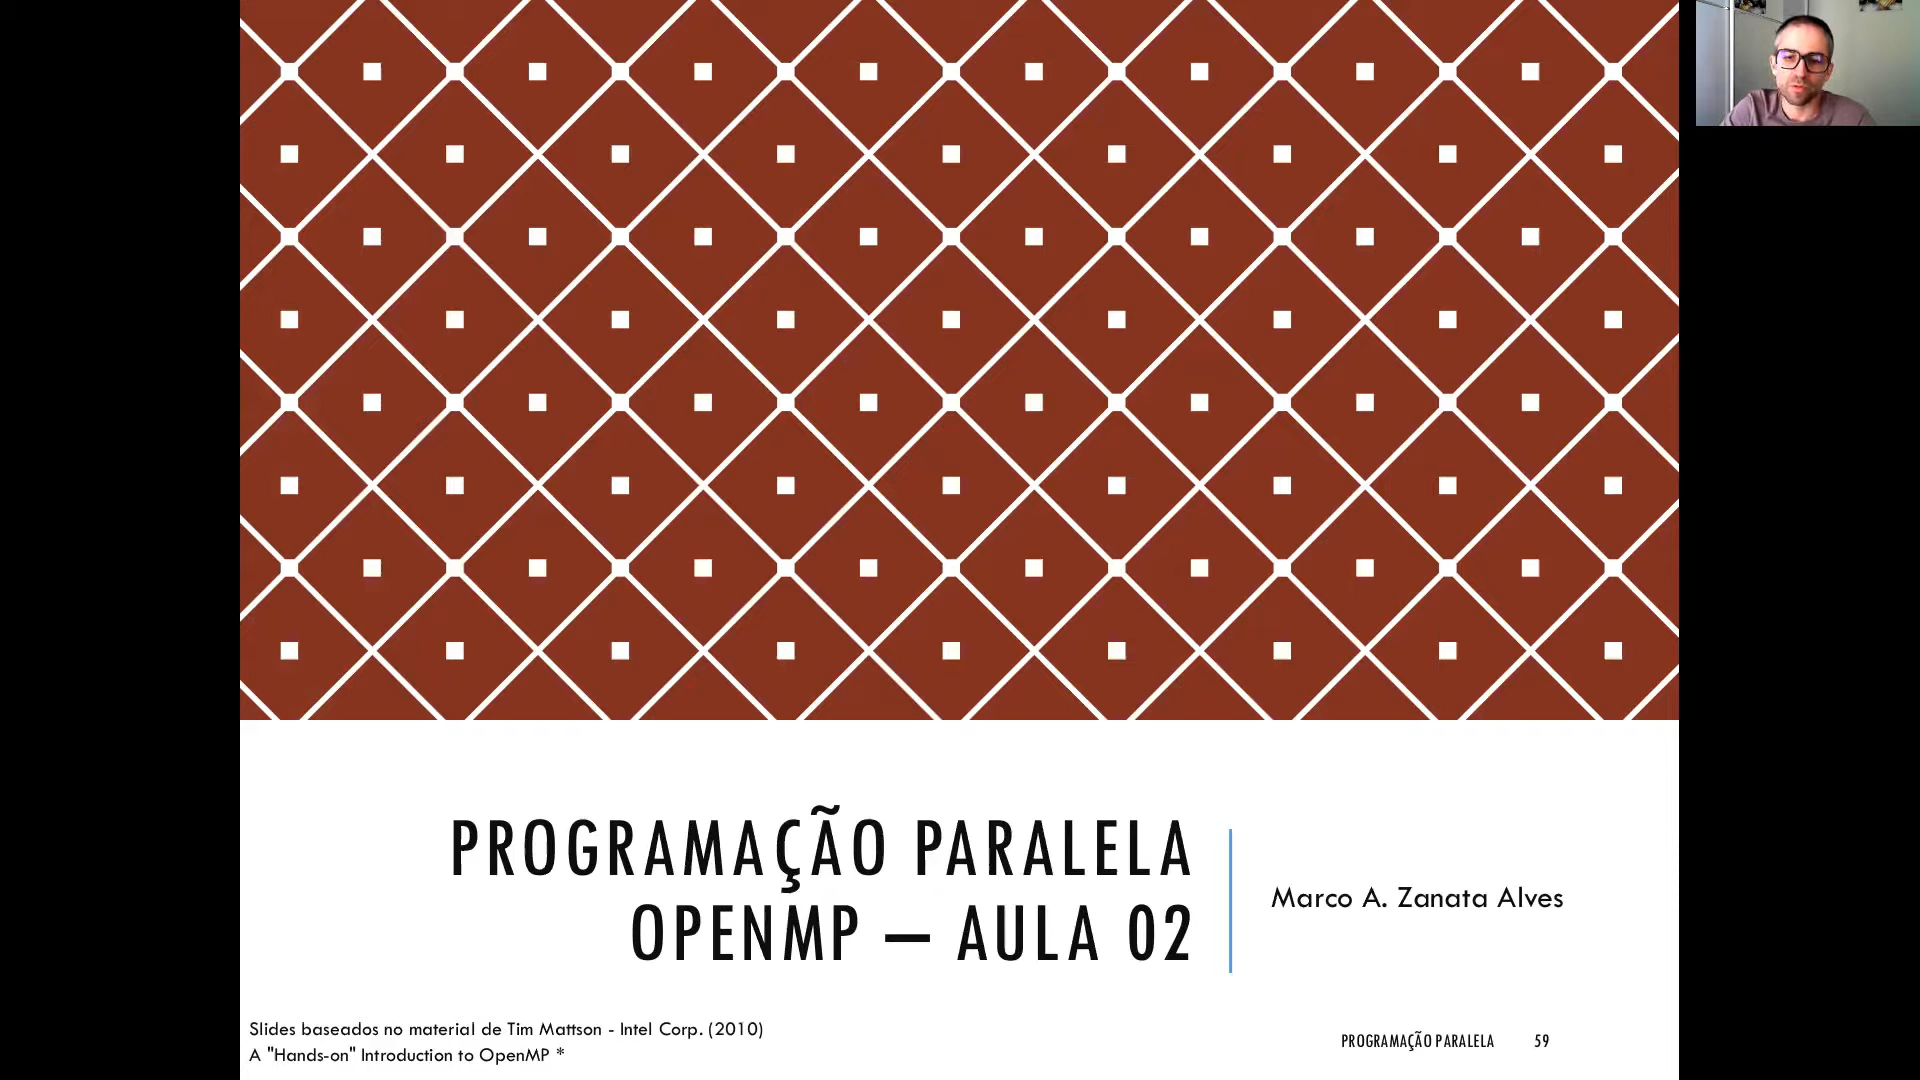 PROGRAMAÇÃO PARALELA
OPENMP – AULA 02
Marco A. Zanata Alves
Slides baseados no material de Tim Mattson - Intel Corp. (2010)
A "Hands-on" Introduction to OpenMP *
PROGRAMAÇÃO PARALELA 59